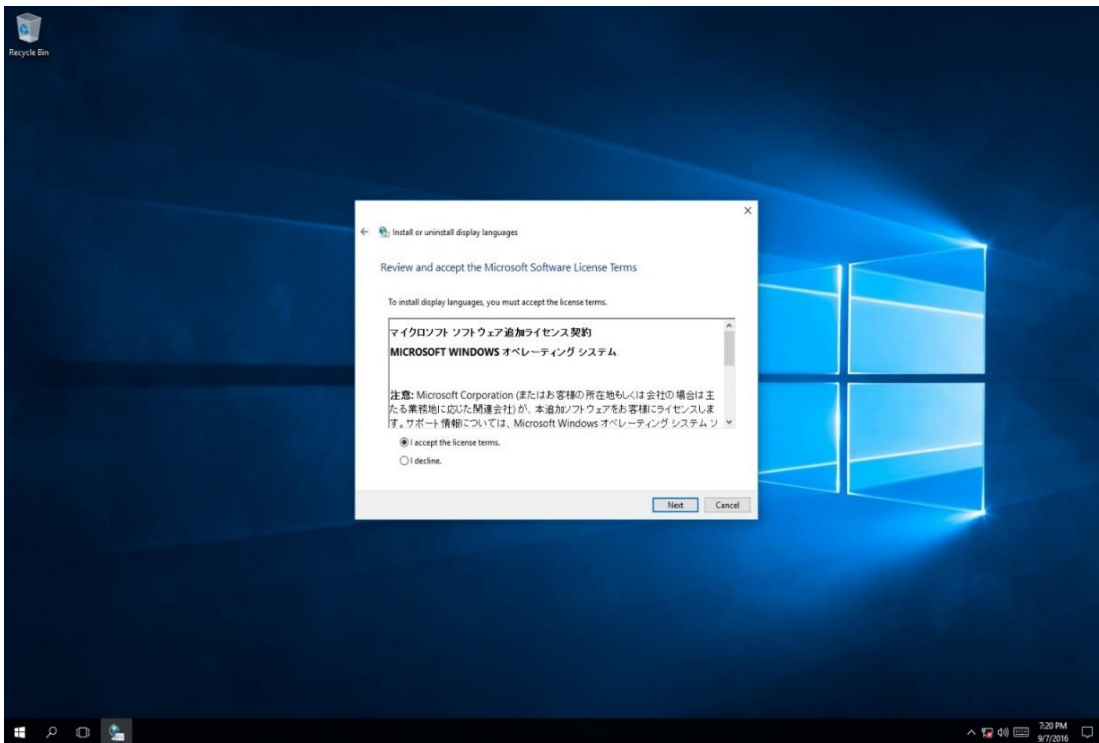 Recycle Bin
Install or uninstall display languages
Review and accept the Microsoft Software License Terms
To install display languages, you must accept the license terms.
マイクロソフト ソフトウェア追加ライセンス契約
MICROSOFT WINDOWS オペレーティング システム
注意: Microsoft Corporation (またはお客様の所在地もしくは会社の場合は主
たる業務地に応じた関連会社) が、本追加ソフトウェアをお客様にライセンスしま
す。サポート情報については、Microsoft Windows オペレーティング システム ソ
I accept the license terms.
I decline.
Next Cancel
7:20 PM
9/7/2016